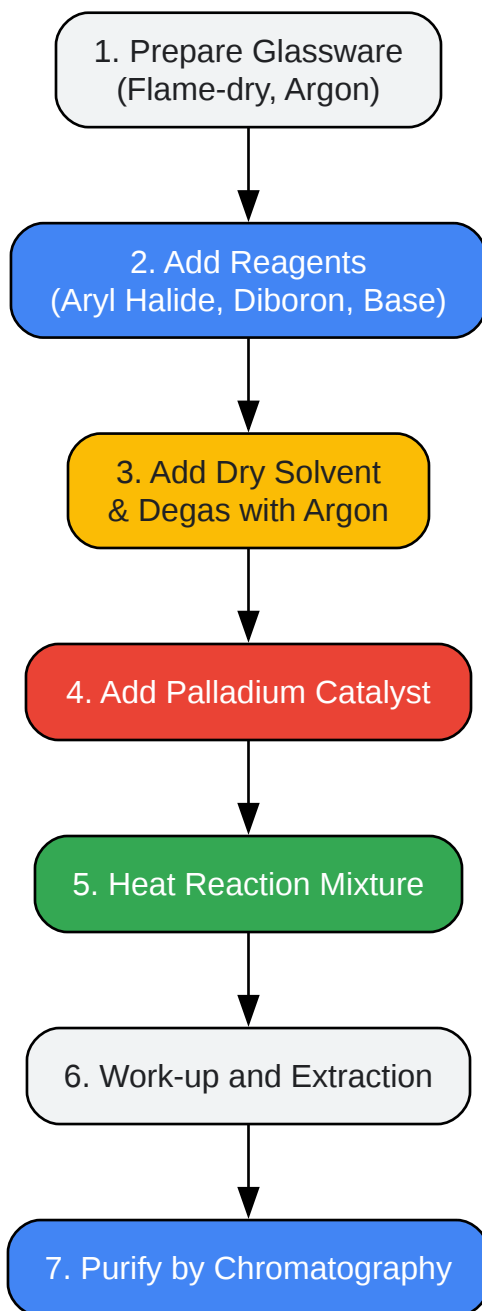 1. Prepare Glassware
(Flame-dry, Argon)
2. Add Reagents
(Aryl Halide, Diboron, Base)
3. Add Dry Solvent
& Degas with Argon
4. Add Palladium Catalyst
5. Heat Reaction Mixture
6. Work-up and Extraction
7. Purify by Chromatography